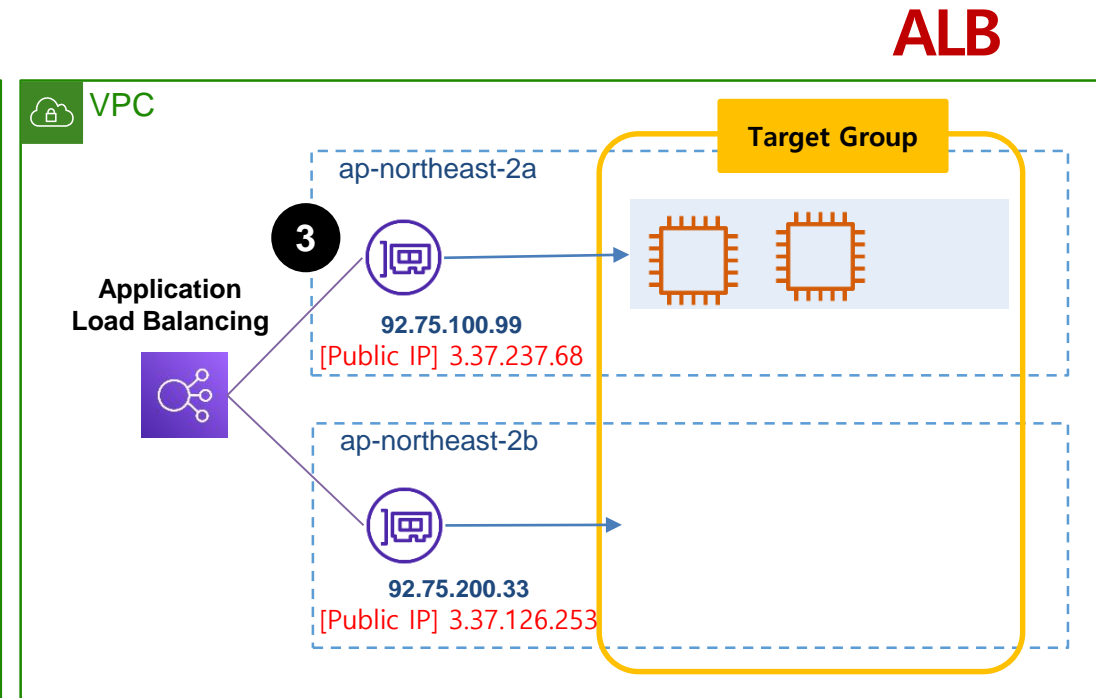 ALB
VPC
Target Group
ap-northeast-2a
3
Application
Load Balancing
92.75.100.99
[Public IP] 3.37.237.68
ap-northeast-2b
92.75.200.33
[Public IP] 3.37.126.253